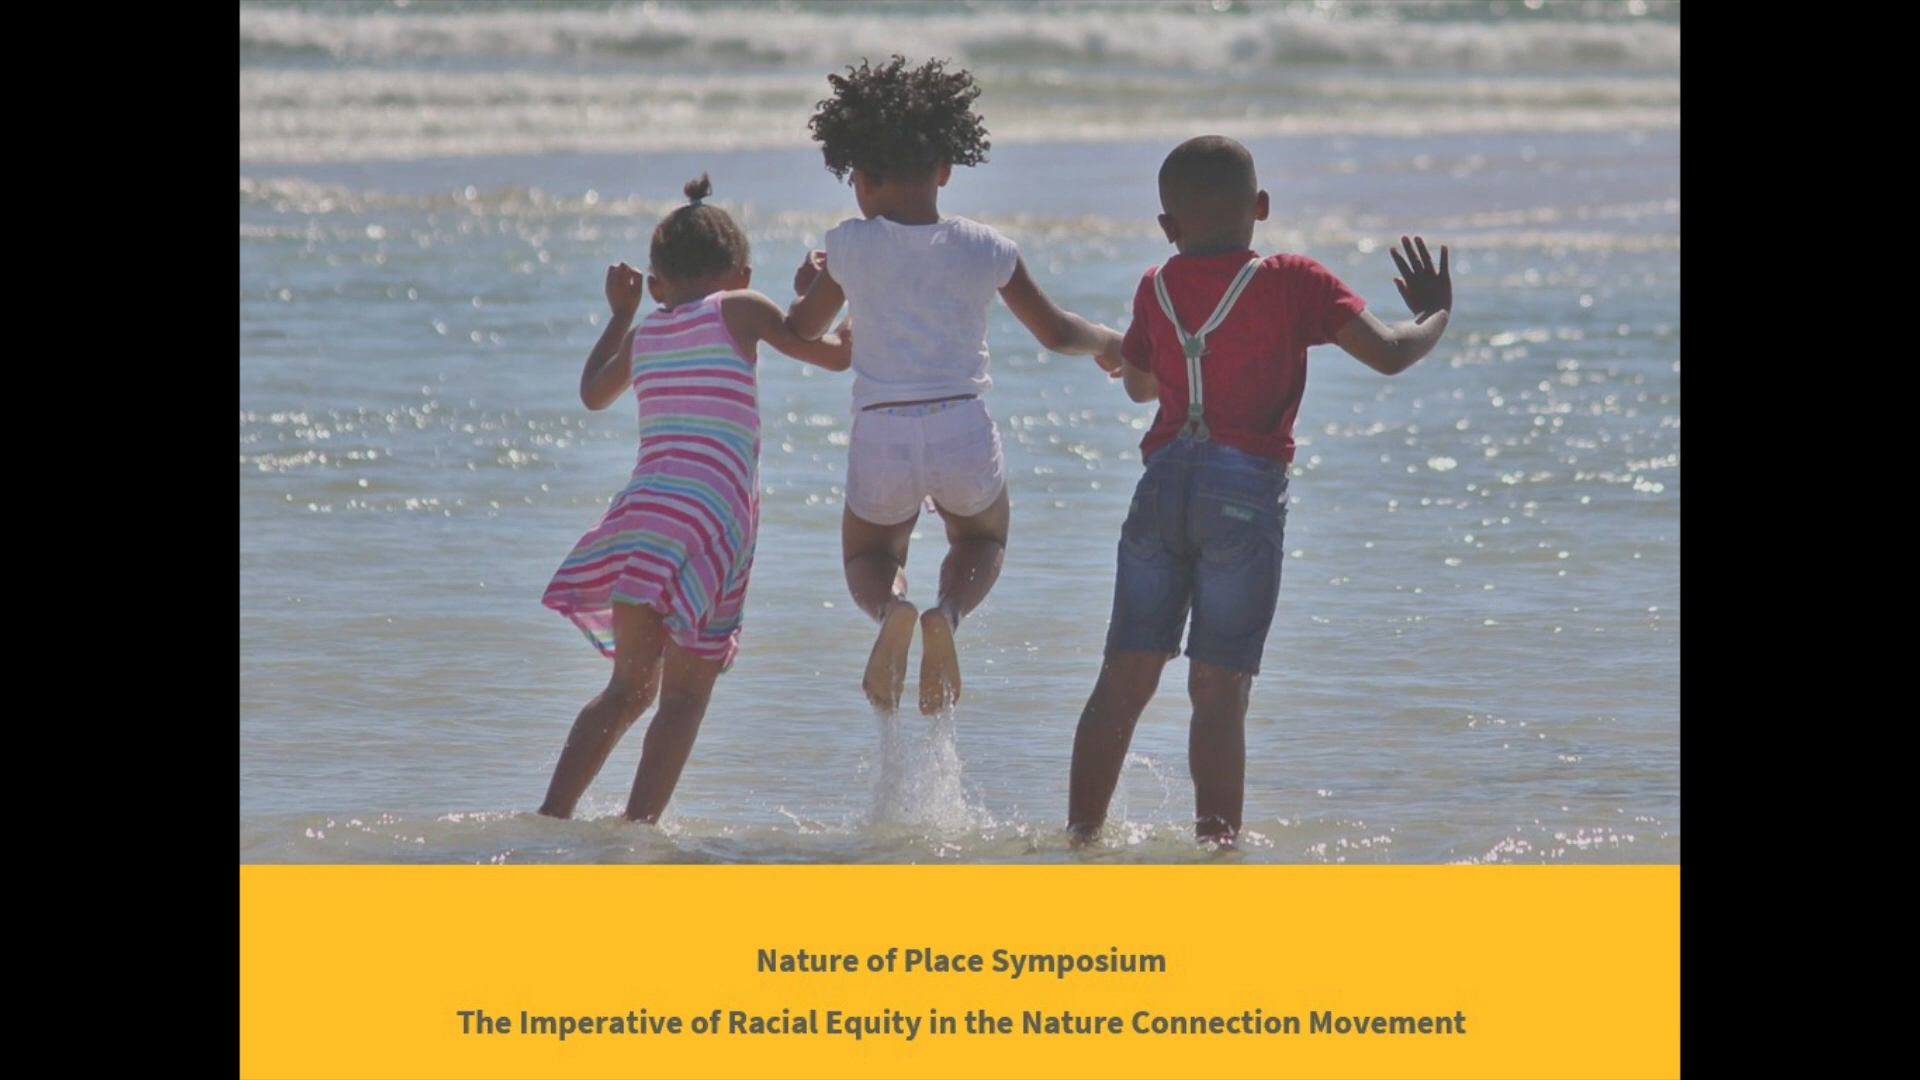 Nature of Place Symposium
The Imperative of Racial Equity in the Nature Connection Movement